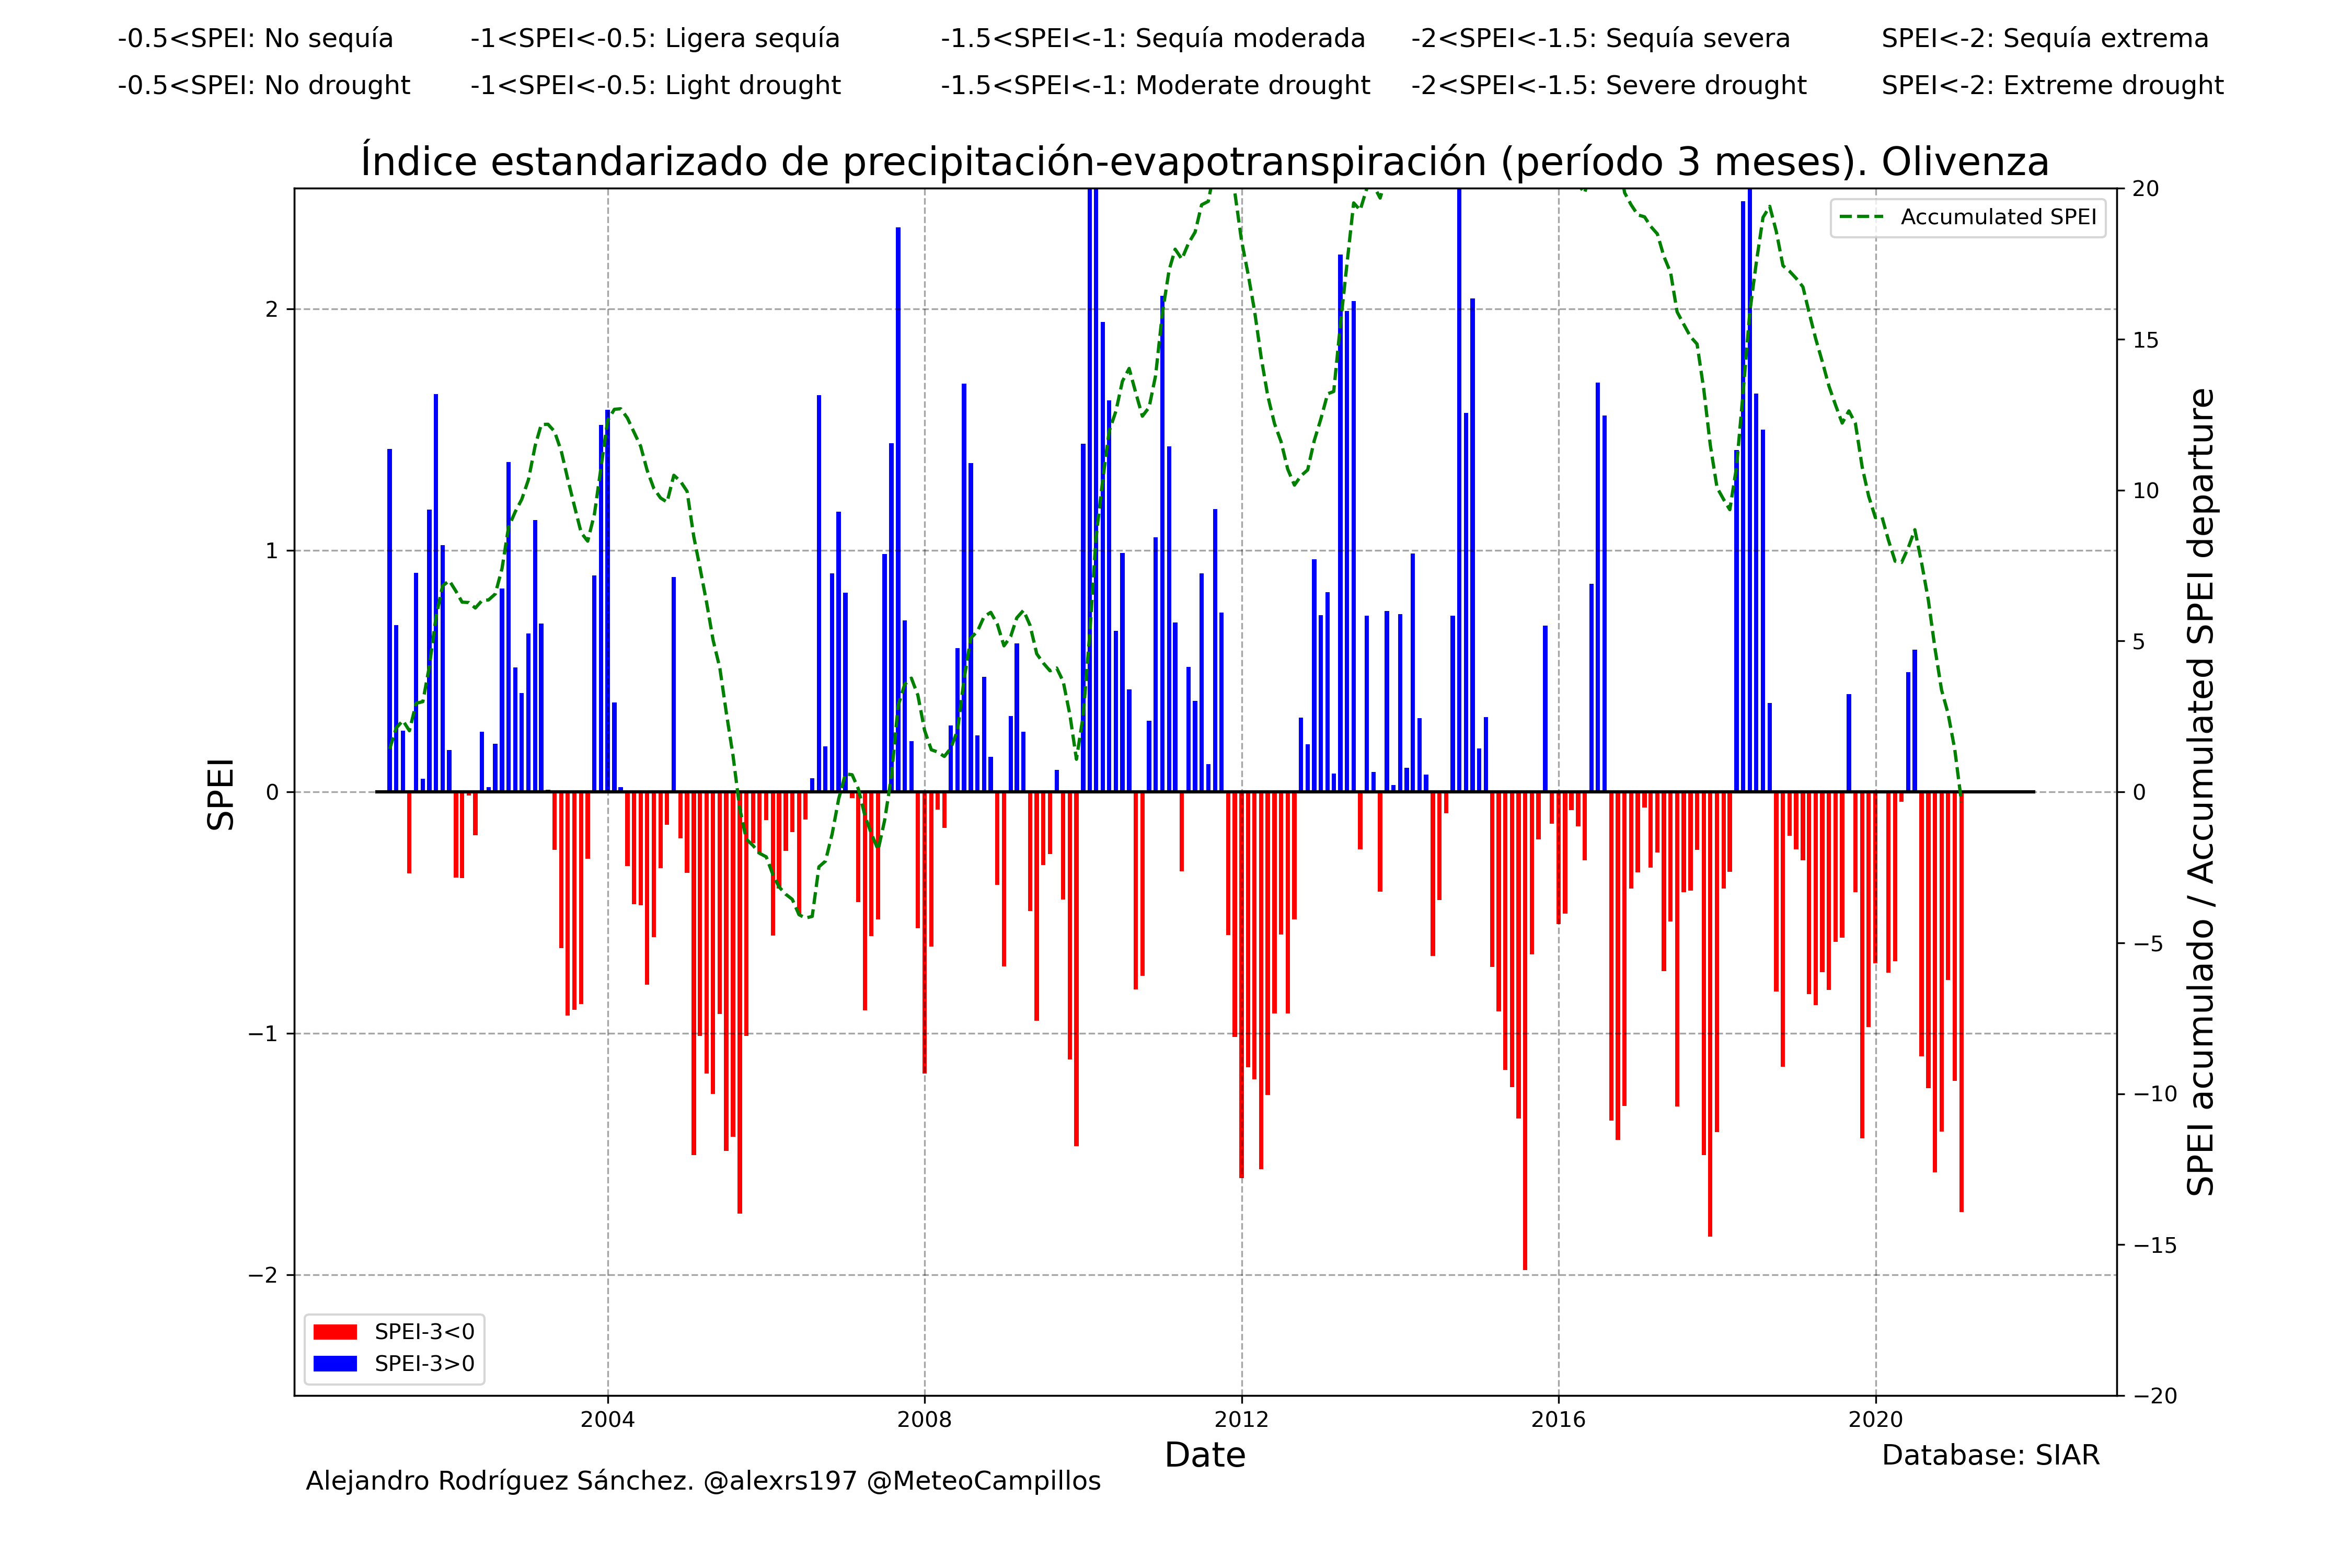 -0.5<SPEI: No sequía -1<SPEI<-0.5: Ligera sequía -1.5<SPEI<-1: Sequía moderada -2<SPEI<-1.5: Sequía severa SPEI<-2: Sequía extrema
-0.5<SPEI: No drought -1<SPEI<-0.5: Light drought -1.5<SPEI<-1: Moderate drought -2<SPEI<-1.5: Severe drought SPEI<-2: Extreme drought
Índice estandarizado de precipitación-evapotranspiración (período 3 meses). Olivenza
Accumulated SPEI
SPEI
2
1
0
−1
−2
20
15
10
5
0
−5
−10
−15
−20
SPEI acumulado / Accumulated SPEI departure
SPEI-3<0
SPEI-3>0
2004 2008 2012 2016 2020
Date
Database: SIAR
Alejandro Rodríguez Sánchez. @alexrs197 @MeteoCampillos